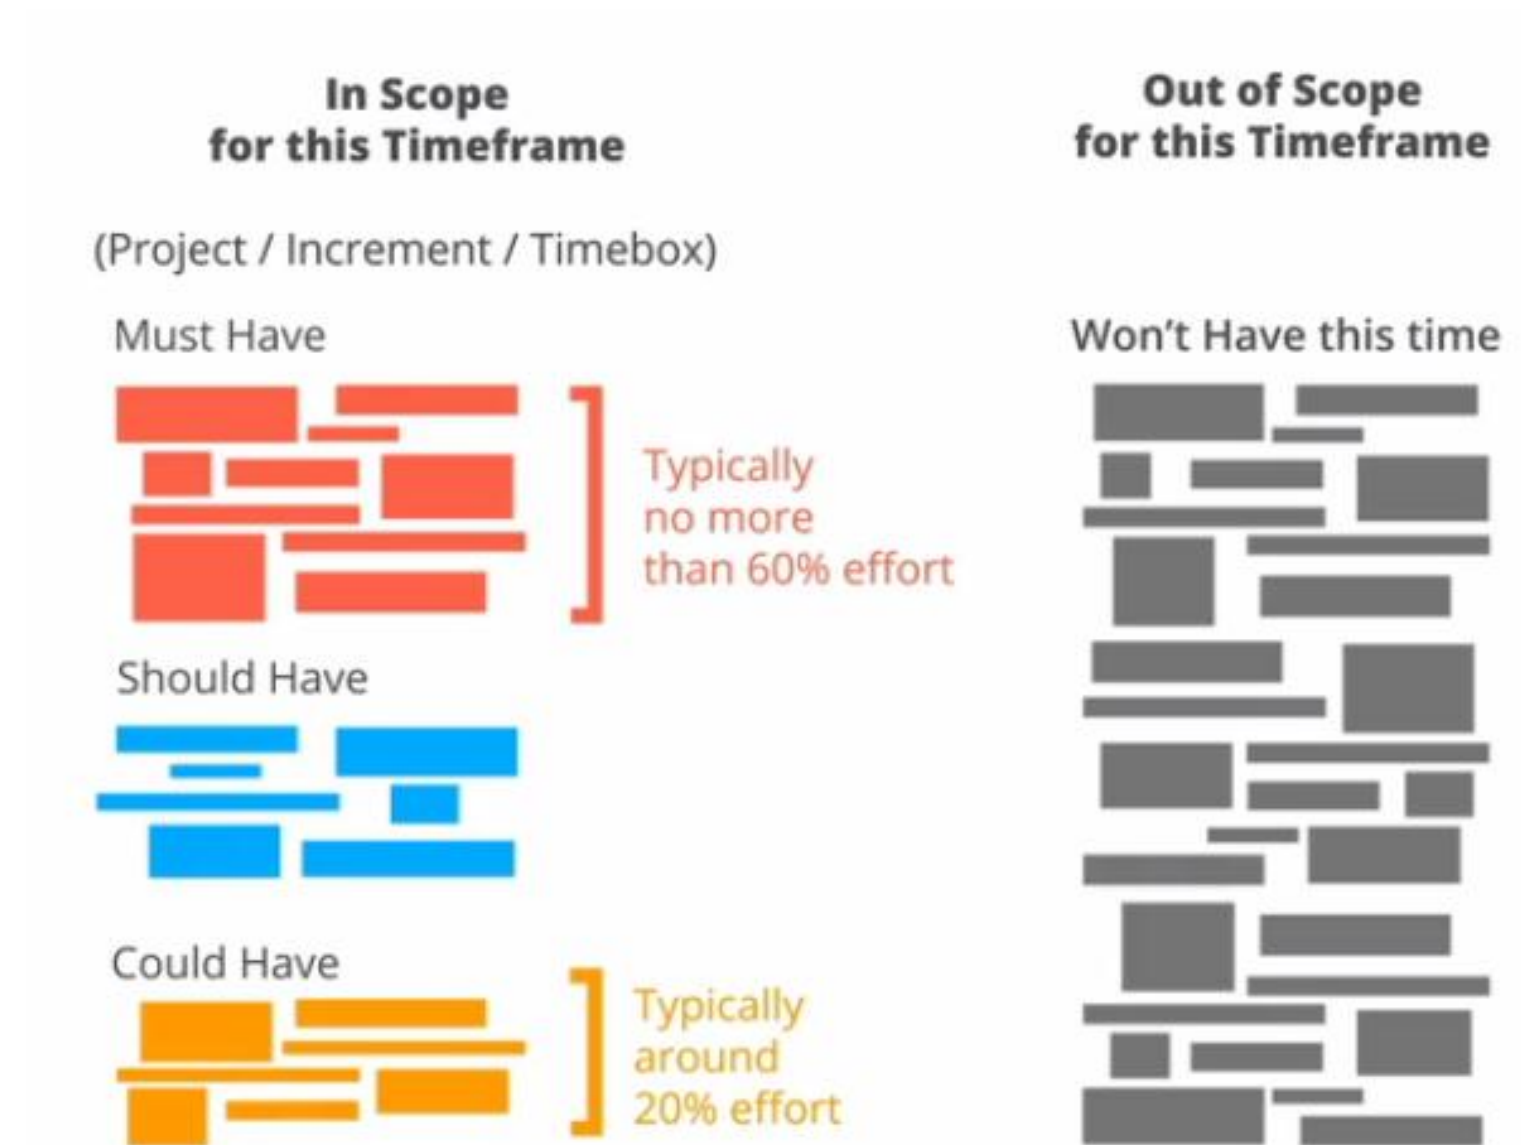 In Scope
for this Timeframe
(Project / Increment / Timebox)
Must Have
Typically
no more
than 60% effort
Should Have
Could Have
Typically
around
20% effort
Out of Scope
for this Timeframe
Won’t Have this time